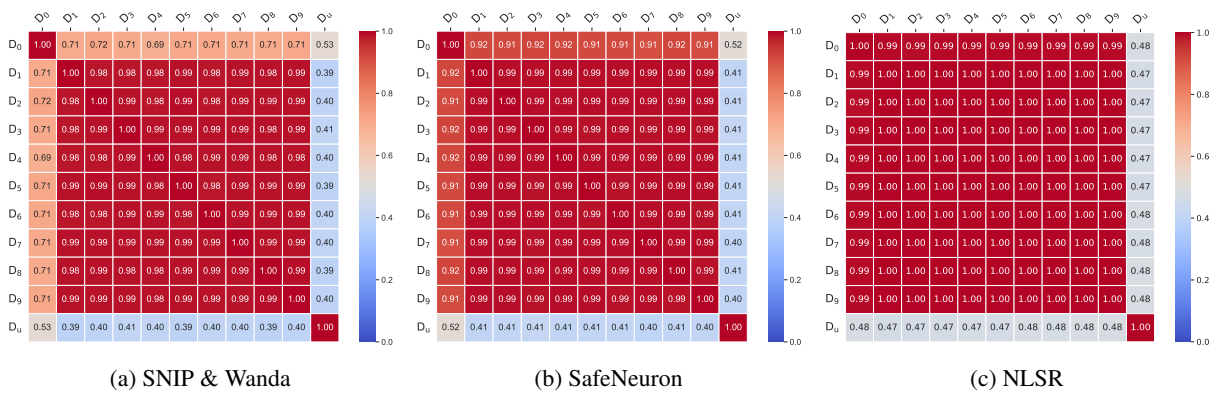 D₀ D₁ D₂ D₃ D₄ D₅ D₆ D₇ D₈ D₉ Dᵤ
D₀ 1.00 0.71 0.72 0.71 0.69 0.71 0.71 0.71 0.71 0.71 0.53
D₁ 0.71 1.00 0.98 0.98 0.98 0.99 0.98 0.99 0.98 0.99 0.39
D₂ 0.72 0.98 1.00 0.99 0.98 0.99 0.98 0.99 0.99 0.99 0.40
D₃ 0.71 0.98 0.99 1.00 0.99 0.99 0.99 0.99 0.98 0.99 0.41
D₄ 0.69 0.98 0.98 0.99 1.00 0.98 0.99 0.99 0.98 0.98 0.40
D₅ 0.71 0.99 0.99 0.99 0.98 1.00 0.98 0.99 0.99 0.99 0.39
D₆ 0.71 0.98 0.98 0.99 0.99 0.98 1.00 0.99 0.99 0.99 0.40
D₇ 0.71 0.99 0.99 0.99 0.99 0.99 0.99 1.00 0.99 0.99 0.40
D₈ 0.71 0.98 0.99 0.98 0.98 0.99 0.99 0.99 1.00 0.99 0.39
D₉ 0.71 0.99 0.99 0.99 0.98 0.99 0.99 0.99 0.99 1.00 0.40
Dᵤ 0.53 0.39 0.40 0.41 0.40 0.39 0.40 0.40 0.39 0.40 1.00
1.0
0.8
0.6
0.4
0.2
0.0
(a) SNIP & Wanda
D₀ D₁ D₂ D₃ D₄ D₅ D₆ D₇ D₈ D₉ Dᵤ
D₀ 1.00 0.92 0.91 0.92 0.92 0.91 0.91 0.91 0.92 0.91 0.52
D₁ 0.92 1.00 0.99 0.99 0.99 0.99 0.99 0.99 0.99 0.99 0.41
D₂ 0.91 0.99 1.00 0.99 0.99 0.99 0.99 0.99 0.99 0.99 0.41
D₃ 0.92 0.99 0.99 1.00 0.99 0.99 0.99 0.99 0.99 0.99 0.41
D₄ 0.92 0.99 0.99 0.99 1.00 0.99 0.99 0.99 0.99 0.99 0.41
D₅ 0.91 0.99 0.99 0.99 0.99 1.00 0.99 0.99 0.99 0.99 0.41
D₆ 0.91 0.99 0.99 0.99 0.99 0.99 1.00 0.99 0.99 0.99 0.41
D₇ 0.91 0.99 0.99 0.99 0.99 0.99 0.99 1.00 0.99 0.99 0.40
D₈ 0.92 0.99 0.99 0.99 0.99 0.99 0.99 0.99 1.00 0.99 0.41
D₉ 0.91 0.99 0.99 0.99 0.99 0.99 0.99 0.99 0.99 1.00 0.40
Dᵤ 0.52 0.41 0.41 0.41 0.41 0.41 0.41 0.40 0.41 0.40 1.00
1.0
0.8
0.6
0.4
0.2
0.0
(b) SafeNeuron
D₀ D₁ D₂ D₃ D₄ D₅ D₆ D₇ D₈ D₉ Dᵤ
D₀ 1.00 0.99 0.99 0.99 0.99 0.99 0.99 0.99 0.99 0.99 0.48
D₁ 0.99 1.00 1.00 1.00 1.00 1.00 1.00 1.00 1.00 1.00 0.47
D₂ 0.99 1.00 1.00 1.00 1.00 1.00 1.00 1.00 1.00 1.00 0.47
D₃ 0.99 1.00 1.00 1.00 1.00 1.00 1.00 1.00 1.00 1.00 0.47
D₄ 0.99 1.00 1.00 1.00 1.00 1.00 1.00 1.00 1.00 1.00 0.47
D₅ 0.99 1.00 1.00 1.00 1.00 1.00 1.00 1.00 1.00 1.00 0.47
D₆ 0.99 1.00 1.00 1.00 1.00 1.00 1.00 1.00 1.00 1.00 0.48
D₇ 0.99 1.00 1.00 1.00 1.00 1.00 1.00 1.00 1.00 1.00 0.48
D₈ 0.99 1.00 1.00 1.00 1.00 1.00 1.00 1.00 1.00 1.00 0.48
D₉ 0.99 1.00 1.00 1.00 1.00 1.00 1.00 1.00 1.00 1.00 0.48
Dᵤ 0.48 0.47 0.47 0.47 0.47 0.47 0.48 0.48 0.48 0.48 1.00
1.0
0.8
0.6
0.4
0.2
0.0
(c) NLSR